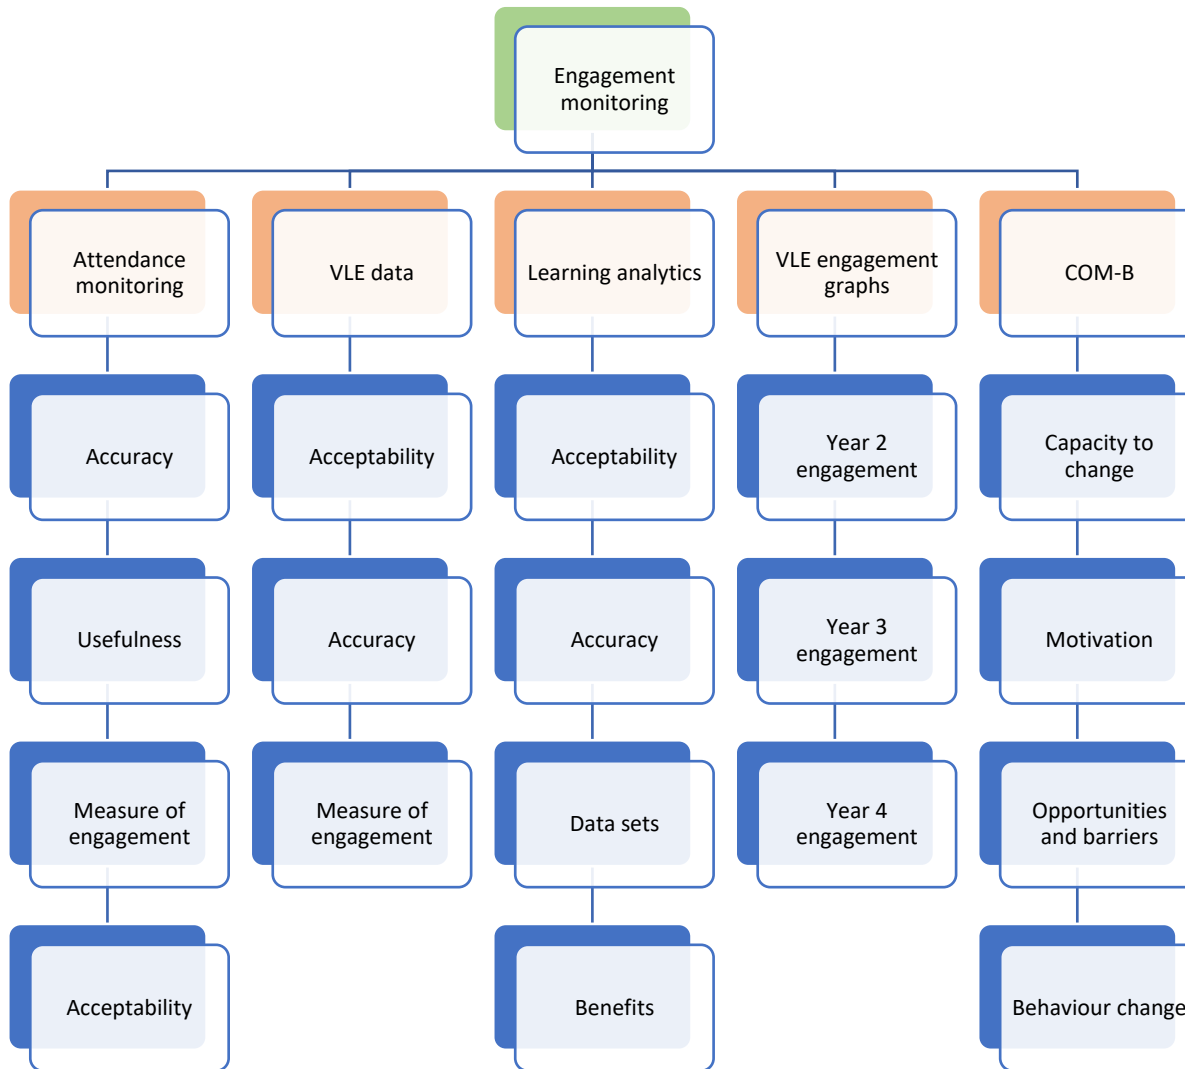 Engagement
monitoring
Attendance
monitoring
VLE data
Learning analytics
VLE engagement
graphs
COM-B
Accuracy
Acceptability
Acceptability
Year 2
engagement
Capacity to
change
Usefulness
Accuracy
Accuracy
Year 3
engagement
Motivation
Measure of
engagement
Measure of
engagement
Data sets
Year 4
engagement
Opportunities
and barriers
Acceptability
Benefits
Behaviour change